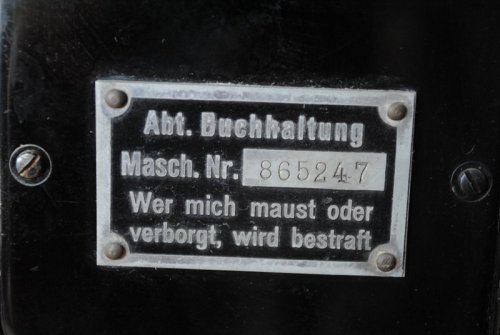 Abt. Buchhaltung
Masch. Nr. 865247
Wer mich maust oder
verborgt, wird bestraft